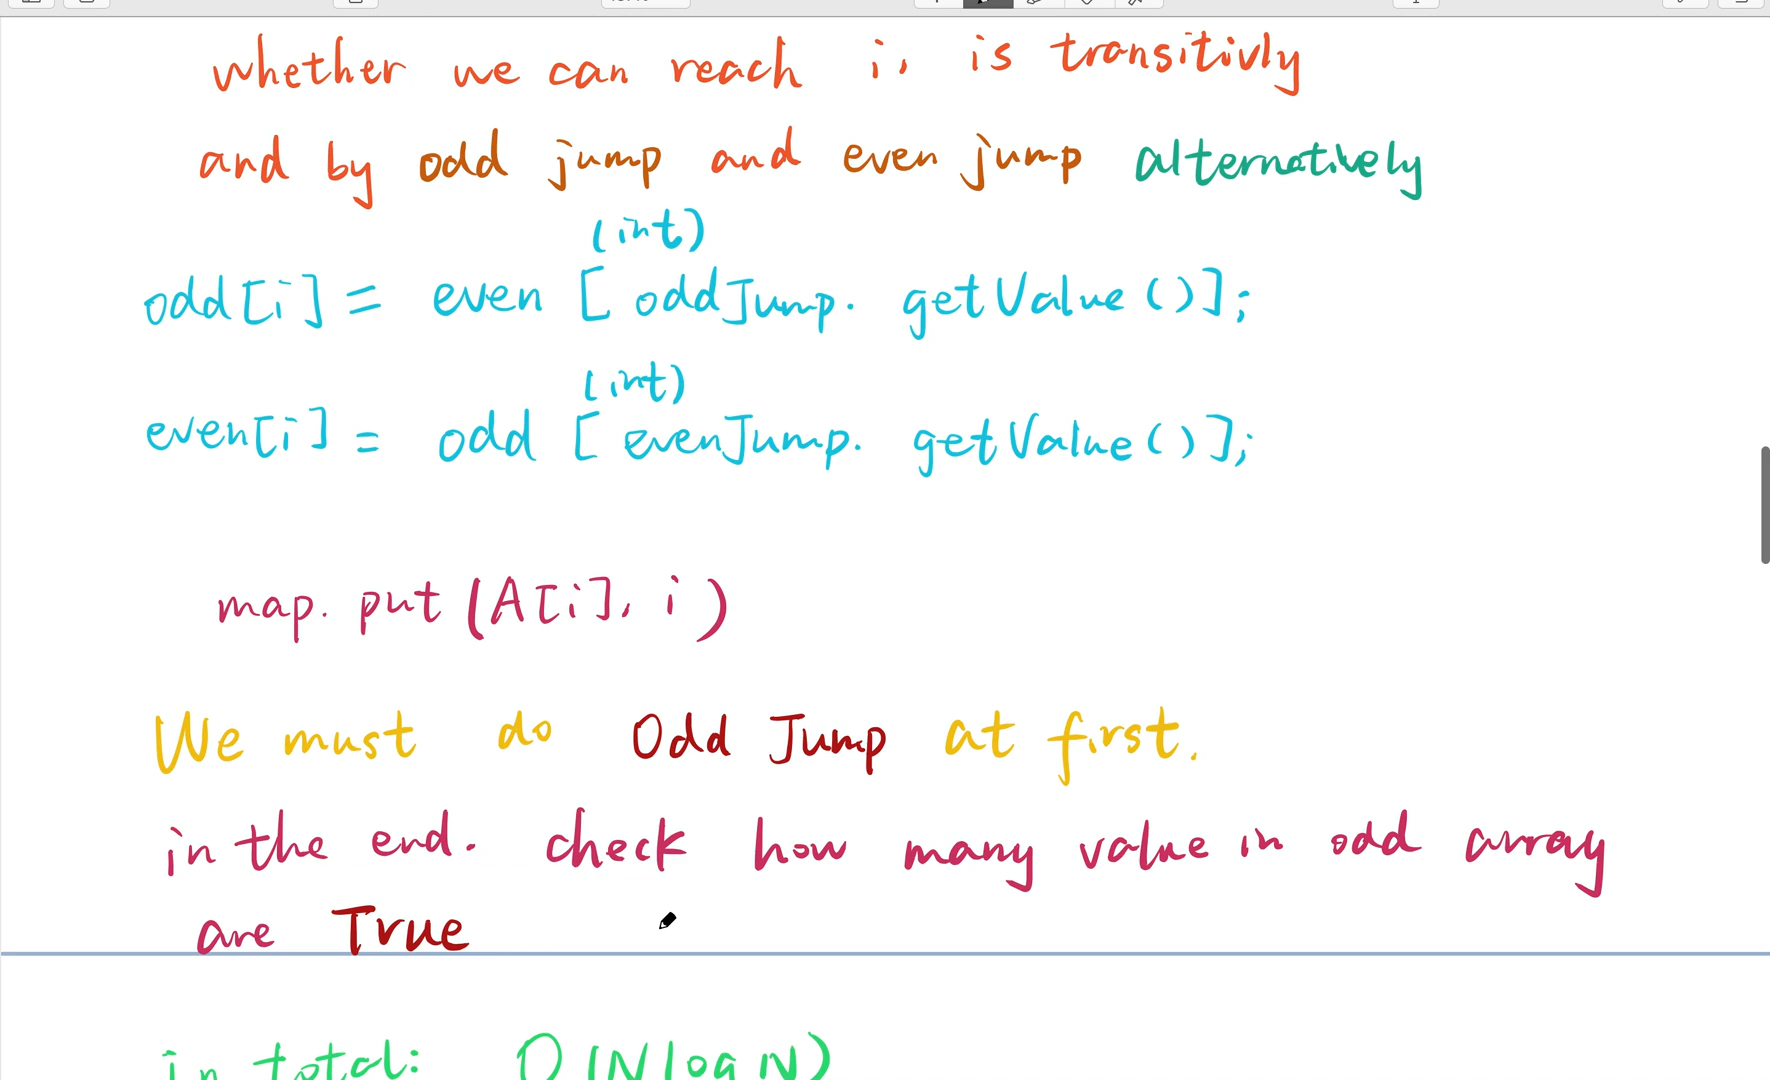 whether we can reach i, is transitivly
and by odd jump and even jump alternatively
(int)
odd[i] = even [ oddJump. getValue()];
(int)
even[i] = odd [ evenJump. getValue()];
map. put (A[i], i)
We must do Odd Jump at first.
in the end. check how many value in odd array
are True
in total: O(N log N)